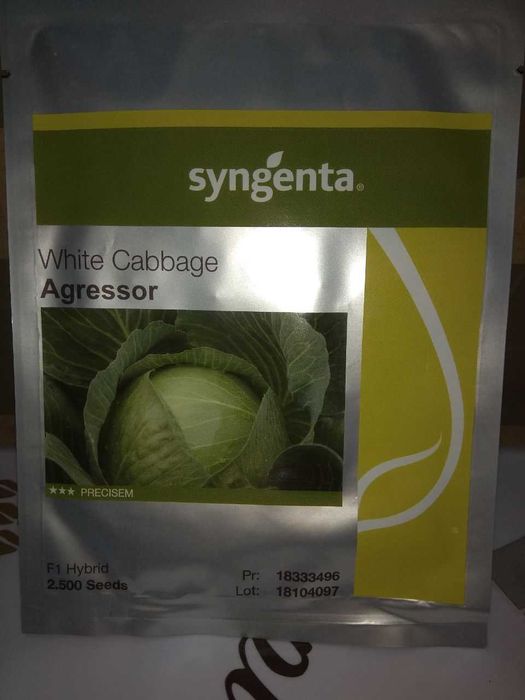 syngenta®
White Cabbage
Agressor
★★★ PRECISEM
F1 Hybrid
2.500 Seeds
Pr: 18333496
Lot: 18104097